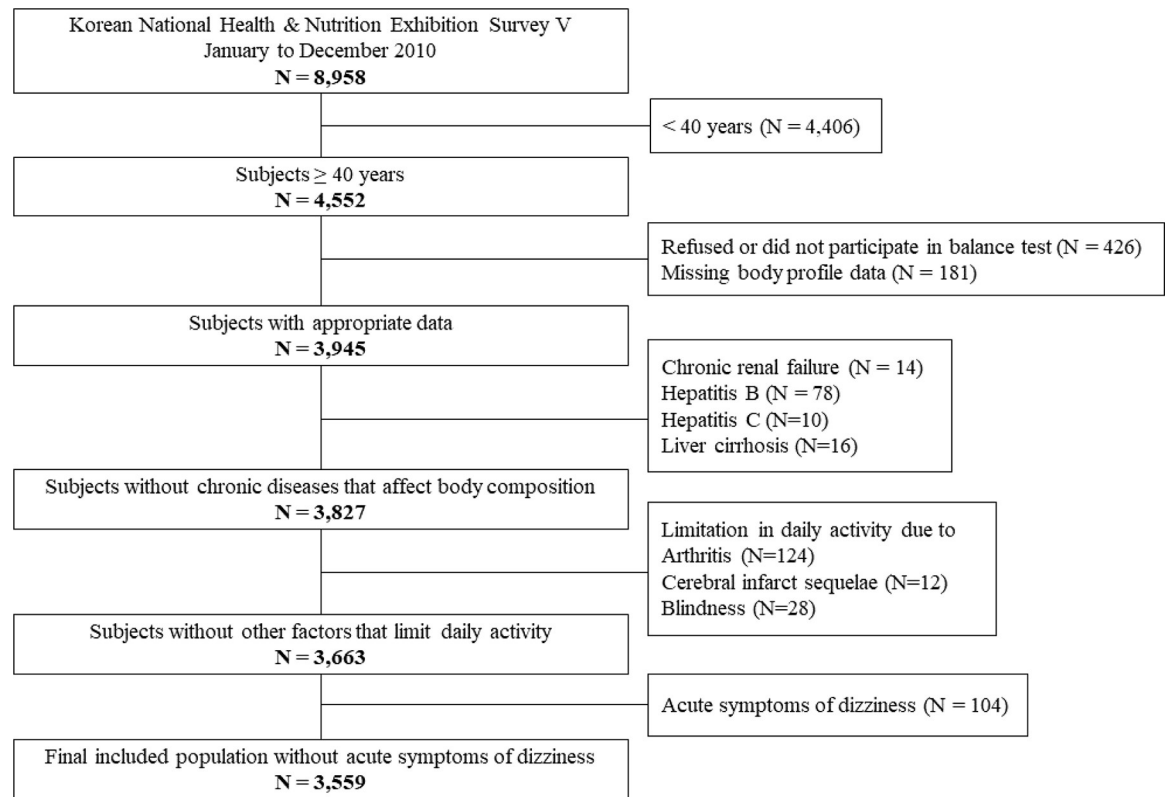 Korean National Health & Nutrition Exhibition Survey V
January to December 2010
N = 8,958
< 40 years (N = 4,406)
Subjects ≥ 40 years
N = 4,552
Refused or did not participate in balance test (N = 426)
Missing body profile data (N = 181)
Subjects with appropriate data
N = 3,945
Chronic renal failure (N = 14)
Hepatitis B (N = 78)
Hepatitis C (N=10)
Liver cirrhosis (N=16)
Subjects without chronic diseases that affect body composition
N = 3,827
Limitation in daily activity due to
Arthritis (N=124)
Cerebral infarct sequelae (N=12)
Blindness (N=28)
Subjects without other factors that limit daily activity
N = 3,663
Acute symptoms of dizziness (N = 104)
Final included population without acute symptoms of dizziness
N = 3,559